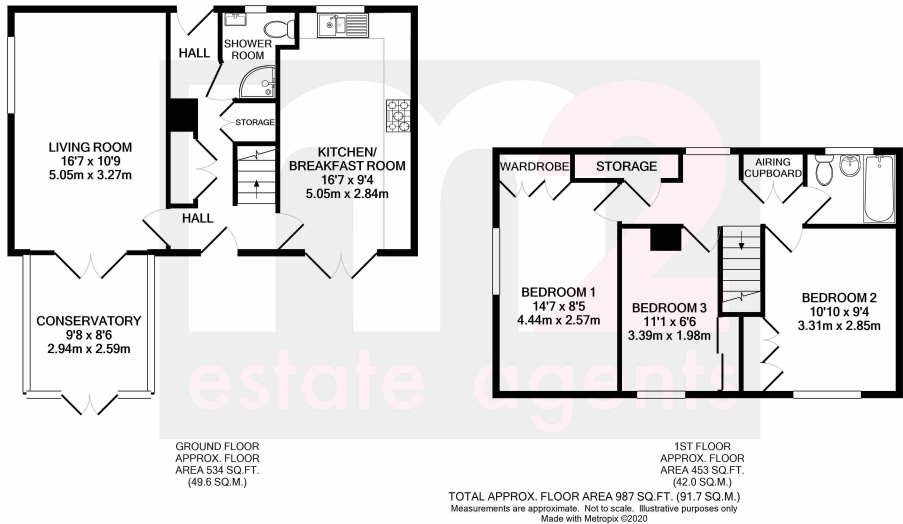 HALL
SHOWER
ROOM
STORAGE
LIVING ROOM
16'7 x 10'9
5.05m x 3.27m
KITCHEN/
BREAKFAST ROOM
16'7 x 9'4
5.05m x 2.84m
HALL
CONSERVATORY
9'8 x 8'6
2.94m x 2.59m
WARDROBE
STORAGE
AIRING
CUPBOARD
BEDROOM 1
14'7 x 8'5
4.44m x 2.57m
BEDROOM 3
11'1 x 6'6
3.39m x 1.98m
BEDROOM 2
10'10 x 9'4
3.31m x 2.85m
m2
estate agents
GROUND FLOOR
APPROX. FLOOR
AREA 534 SQ.FT.
(49.6 SQ.M.)
1ST FLOOR
APPROX. FLOOR
AREA 453 SQ.FT.
(42.0 SQ.M.)
TOTAL APPROX. FLOOR AREA 987 SQ.FT. (91.7 SQ.M.)
Measurements are approximate. Not to scale. Illustrative purposes only
Made with Metropix ©2020